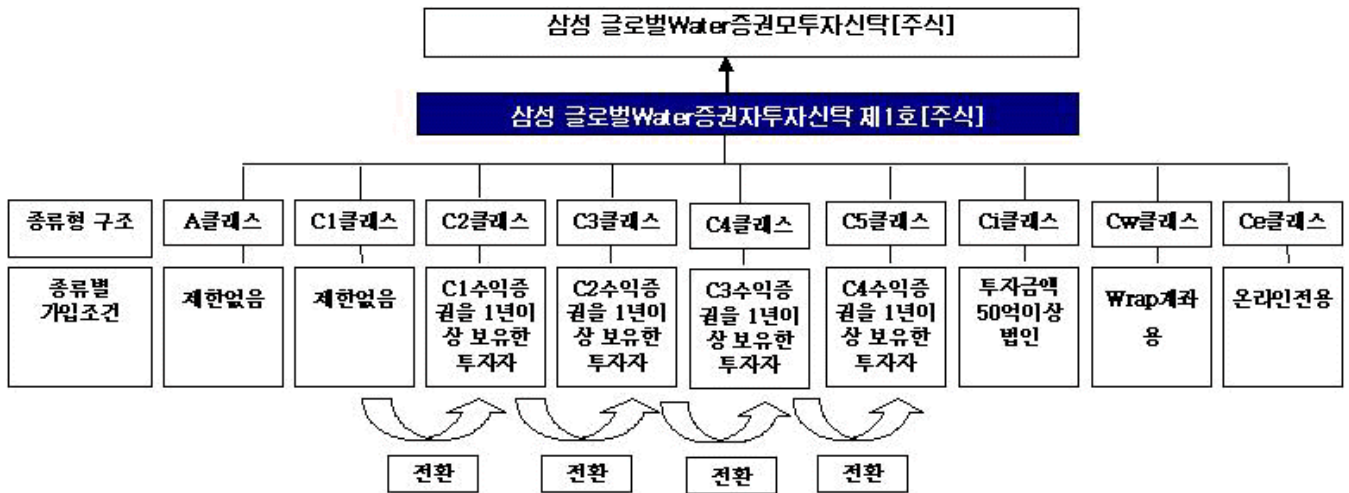 삼성 글로벌Water증권모투자신탁[주식]
삼성 글로벌Water증권자투자신탁 제1호[주식]
종류형 구조
A클래스
C1클래스
C2클래스
C3클래스
C4클래스
C5클래스
Ci클래스
Cw클래스
Ce클래스
종류별
가입조건
제한없음
제한없음
C1수익증
권을 1년이
상 보유한
투자자
C2수익증
권을 1년이
상 보유한
투자자
C3수익증
권을 1년이
상 보유한
투자자
C4수익증
권을 1년이
상 보유한
투자자
투자금액
50억이상
법인
Wrap계좌
용
온라인전용
전환
전환
전환
전환